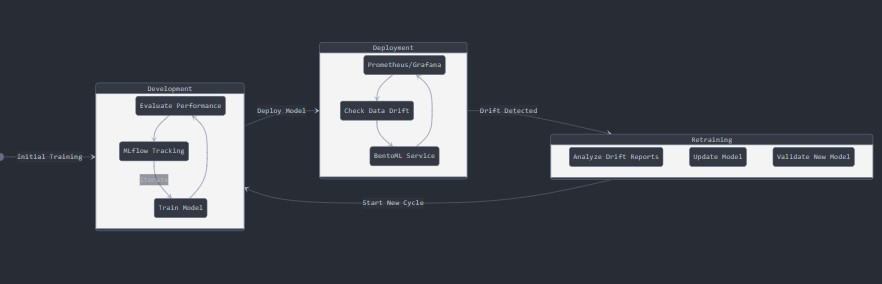 Initial Training
Development
Evaluate Performance
MLflow Tracking
Iterate
Train Model
Deploy Model
Deployment
Prometheus/Grafana
Check Data Drift
BentoML Service
Drift Detected
Retraining
Analyze Drift Reports
Update Model
Validate New Model
Start New Cycle